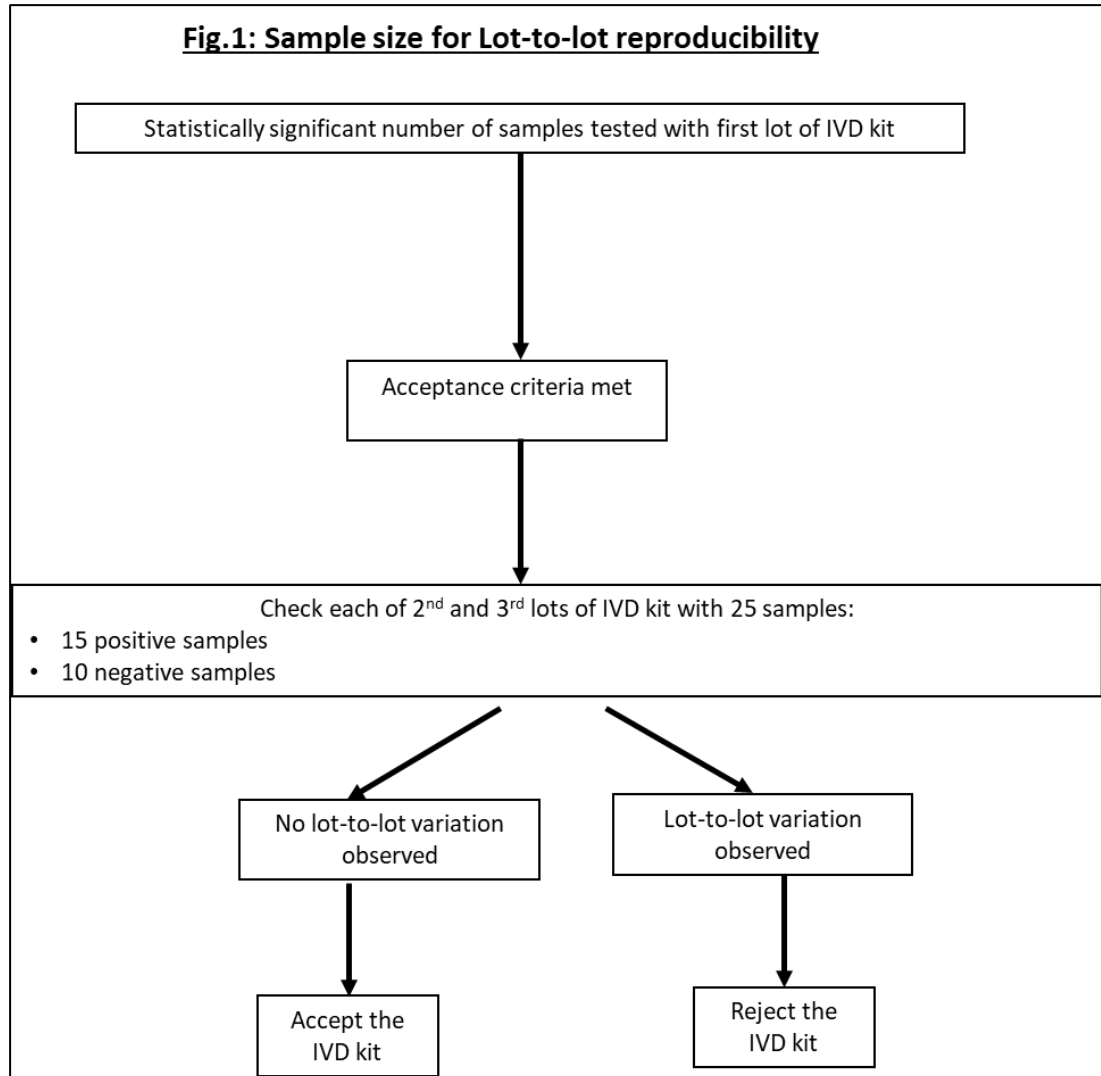 Fig.1: Sample size for Lot-to-lot reproducibility
Statistically significant number of samples tested with first lot of IVD kit
Acceptance criteria met
Check each of 2nd and 3rd lots of IVD kit with 25 samples:
• 15 positive samples
• 10 negative samples
No lot-to-lot variation
observed
Lot-to-lot variation
observed
Accept the
IVD kit
Reject the
IVD kit